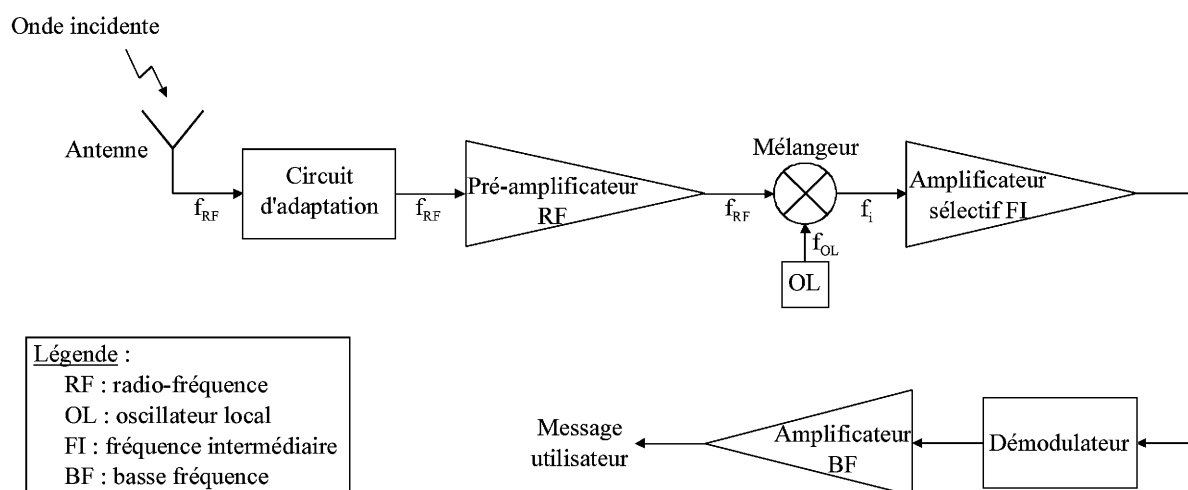 Onde incidente
Antenne
f_RF
Circuit
d'adaptation
f_RF
Pré-amplificateur
RF
f_RF
Mélangeur
f_i
f_OL
OL
Amplificateur
sélectif FI
Légende :
RF : radio-fréquence
OL : oscillateur local
FI : fréquence intermédiaire
BF : basse fréquence
Message
utilisateur
Amplificateur
BF
Démodulateur